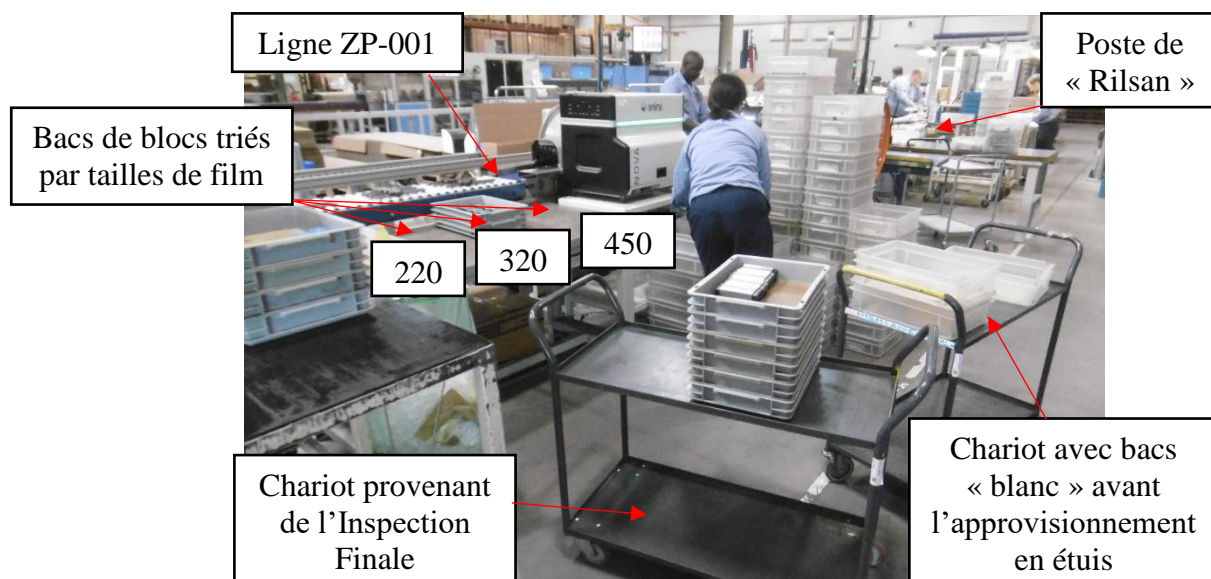 Ligne ZP-001
Poste de
« Rilsan »
Bacs de blocs triés
par tailles de film
220
320
450
NOVA
Chariot provenant
de l’Inspection
Finale
Chariot avec bacs
« blanc » avant
l’approvisionnement
en étuis